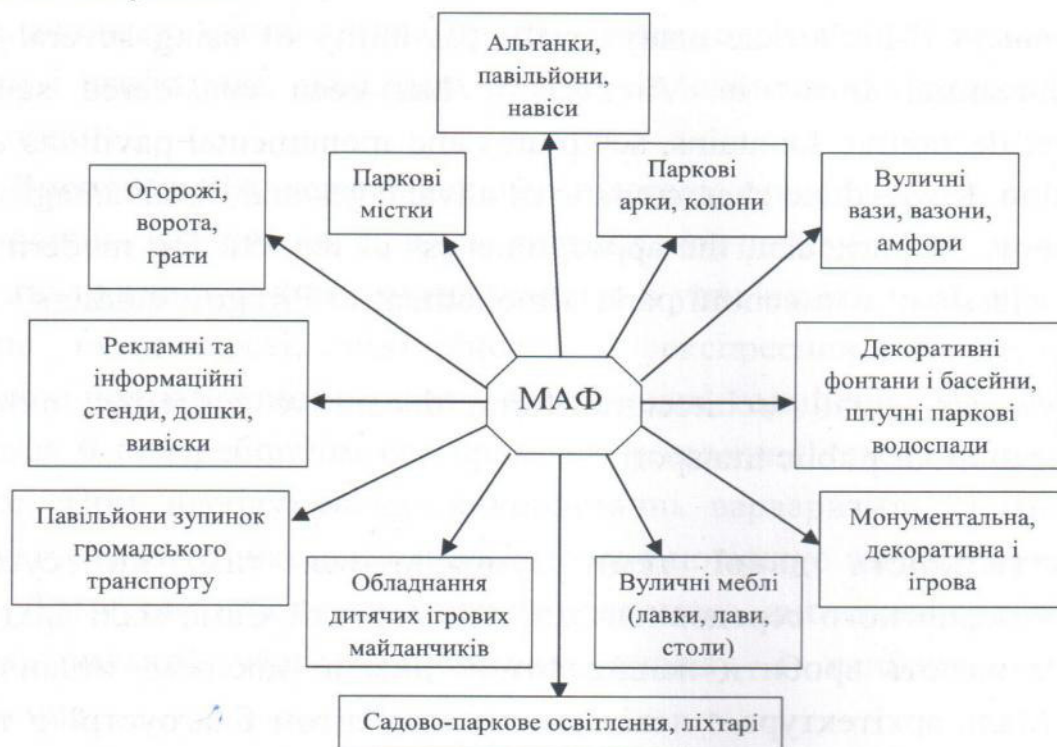 Альтанки,
павільйони,
навіси
Огорожі,
ворота,
грати
Паркові
містки
Паркові
арки, колони
Вуличні
вази, вазони,
амфори
Рекламні та
інформаційні
стенди, дошки,
вивіски
МАФ
Декоративні
фонтани і басейни,
штучні паркові
водоспади
Павільйони зупинок
громадського
транспорту
Обладнання
дитячих ігрових
майданчиків
Вуличні меблі
(лавки, лави,
столи)
Монументальна,
декоративна і
ігрова
Садово-паркове освітлення, ліхтарі